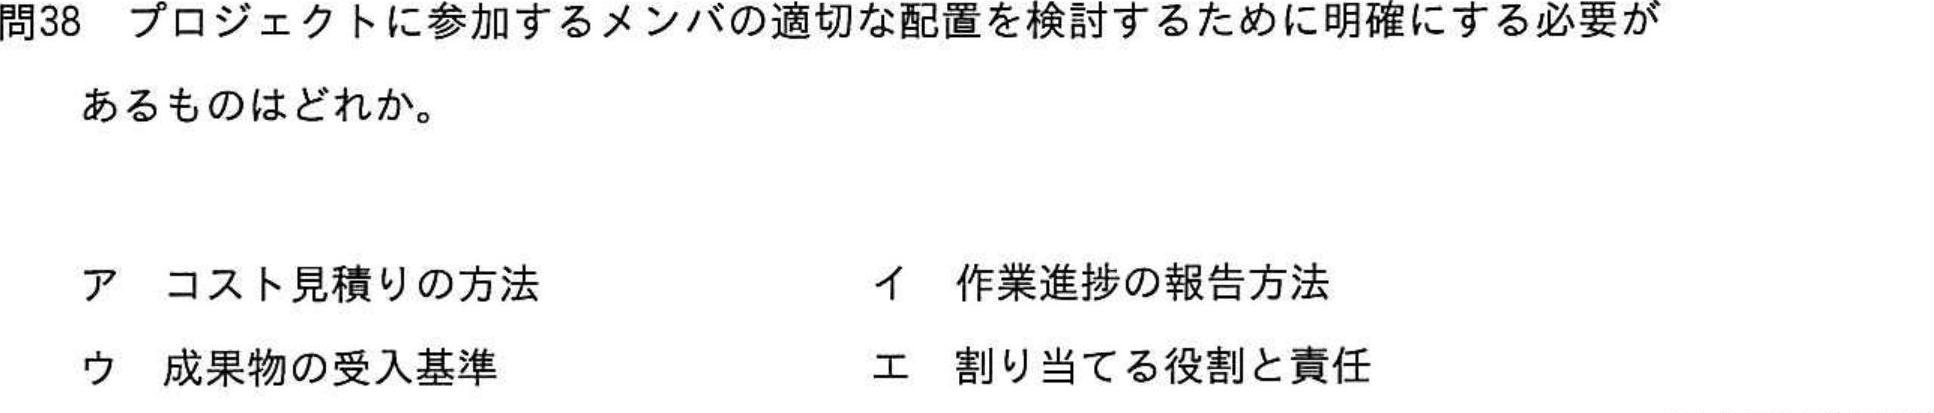 問38　プロジェクトに参加するメンバの適切な配置を検討するために明確にする必要が
あるものはどれか。
ア　コスト見積りの方法　イ　作業進捗の報告方法
ウ　成果物の受入基準　エ　割り当てる役割と責任